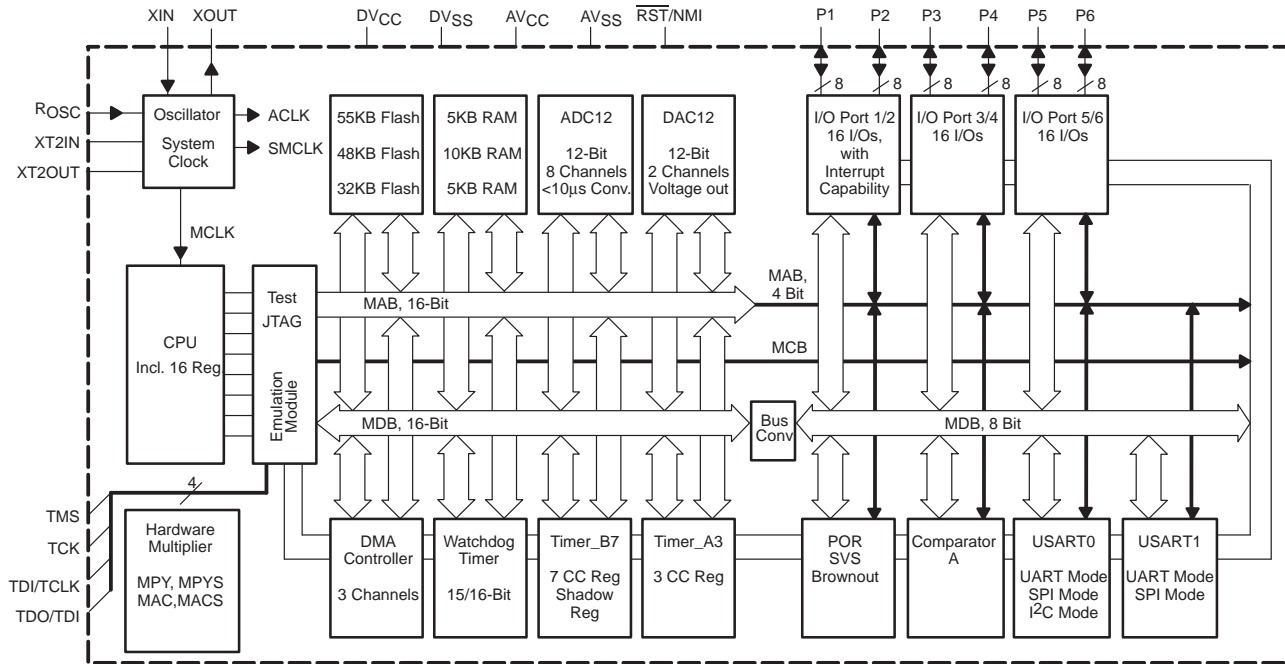 XIN XOUT DVCC DVSS AVCC AVSS RST/NMI P1 P2 P3 P4 P5 P6
8 8 8 8 8 8
ROSC
XT2IN
XT2OUT
Oscillator
System
Clock
ACLK
SMCLK
MCLK
55KB Flash
48KB Flash
32KB Flash
5KB RAM
10KB RAM
5KB RAM
ADC12
12-Bit
8 Channels
<10μs Conv.
DAC12
12-Bit
2 Channels
Voltage out
I/O Port 1/2
16 I/Os,
with
Interrupt
Capability
I/O Port 3/4
16 I/Os
I/O Port 5/6
16 I/Os
CPU
Incl. 16 Reg.
Test
JTAG
Emulation
Module
MAB, 16-Bit
MAB,
4 Bit
MCB
MDB, 16-Bit
Bus
Conv
MDB, 8 Bit
4
TMS
TCK
TDI/TCLK
TDO/TDI
Hardware
Multiplier
MPY, MPYS
MAC,MACS
DMA
Controller
3 Channels
Watchdog
Timer
15/16-Bit
Timer_B7
7 CC Reg
Shadow
Reg
Timer_A3
3 CC Reg
POR
SVS
Brownout
Comparator
A
USART0
UART Mode
SPI Mode
I2C Mode
USART1
UART Mode
SPI Mode